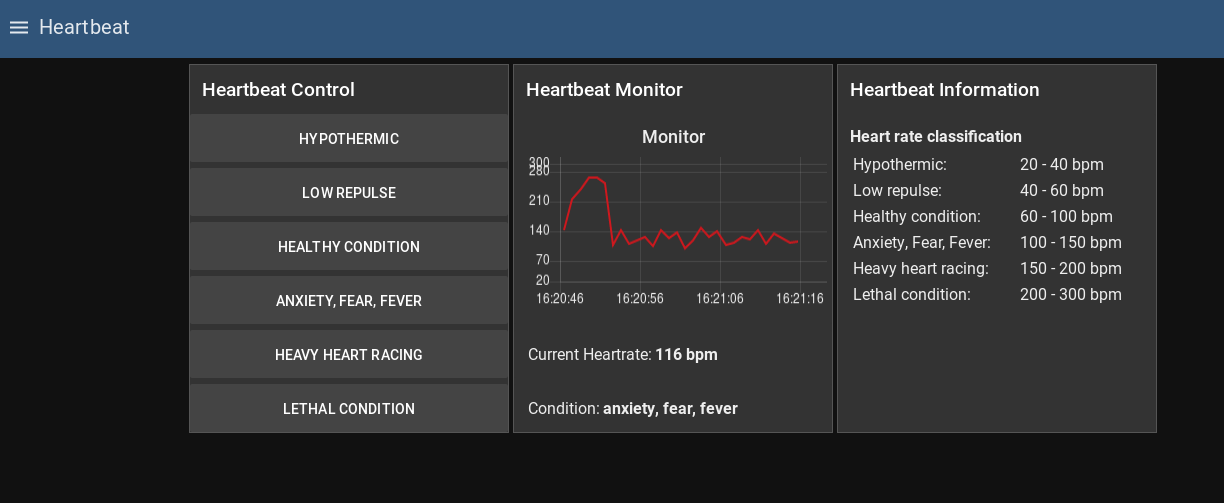 Heartbeat
Heartbeat Control
HYPOTHERMIC
LOW REPULSE
HEALTHY CONDITION
ANXIETY, FEAR, FEVER
HEAVY HEART RACING
LETHAL CONDITION
Heartbeat Monitor
Monitor
300
280
210
140
70
20
16:20:46 16:20:56 16:21:06 16:21:16
Current Heartrate: 116 bpm
Condition: anxiety, fear, fever
Heartbeat Information
Heart rate classification
Hypothermic: 20 - 40 bpm
Low repulse: 40 - 60 bpm
Healthy condition: 60 - 100 bpm
Anxiety, Fear, Fever: 100 - 150 bpm
Heavy heart racing: 150 - 200 bpm
Lethal condition: 200 - 300 bpm